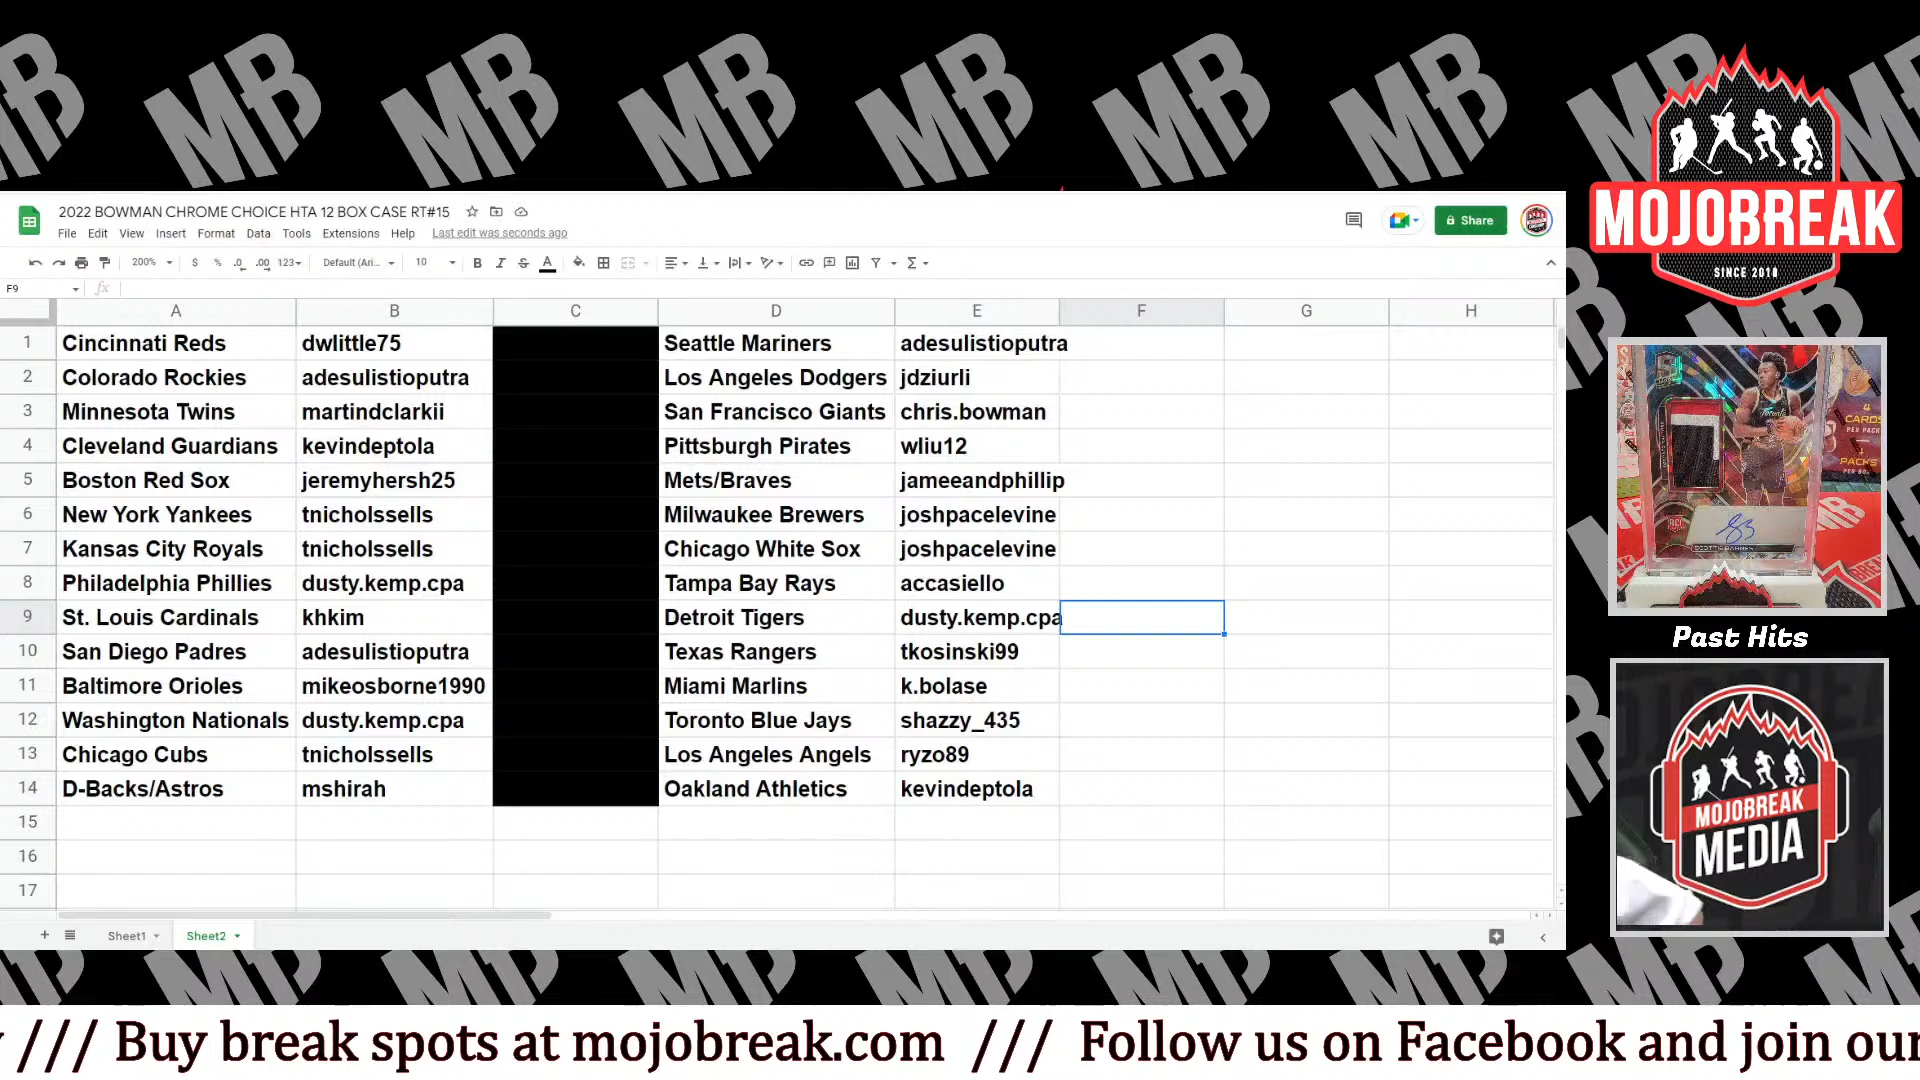 MOJOBREAK
SINCE 2010
2022 BOWMAN CHROME CHOICE HTA 12 BOX CASE RT#15
File Edit View Insert Format Data Tools Extensions Help Last edit was seconds ago
Share
200% $ % .0 .00 123 Default (Ari... 10 B I S A
F9 fx
A B C D E F G H
1 Cincinnati Reds dwlittle75 Seattle Mariners adesulistioputra
2 Colorado Rockies adesulistioputra Los Angeles Dodgers jdziurli
3 Minnesota Twins martindclarkii San Francisco Giants chris.bowman
4 Cleveland Guardians kevindeptola Pittsburgh Pirates wliu12
5 Boston Red Sox jeremyhersh25 Mets/Braves jameeandphillip
6 New York Yankees tnicholssells Milwaukee Brewers joshpacelevine
7 Kansas City Royals tnicholssells Chicago White Sox joshpacelevine
8 Philadelphia Phillies dusty.kemp.cpa Tampa Bay Rays accasiello
9 St. Louis Cardinals khkim Detroit Tigers dusty.kemp.cpa
10 San Diego Padres adesulistioputra Texas Rangers tkosinski99
11 Baltimore Orioles mikeosborne1990 Miami Marlins k.bolase
12 Washington Nationals dusty.kemp.cpa Toronto Blue Jays shazzy_435
13 Chicago Cubs tnicholssells Los Angeles Angels ryzo89
14 D-Backs/Astros mshirah Oakland Athletics kevindeptola
15
16
17
Sheet1 Sheet2
4
CARDS
PER PACK
PACKS
SCOTTIE BARNES
Past Hits
MOJOBREAK
MEDIA
/// Buy break spots at mojobreak.com /// Follow us on Facebook and join our